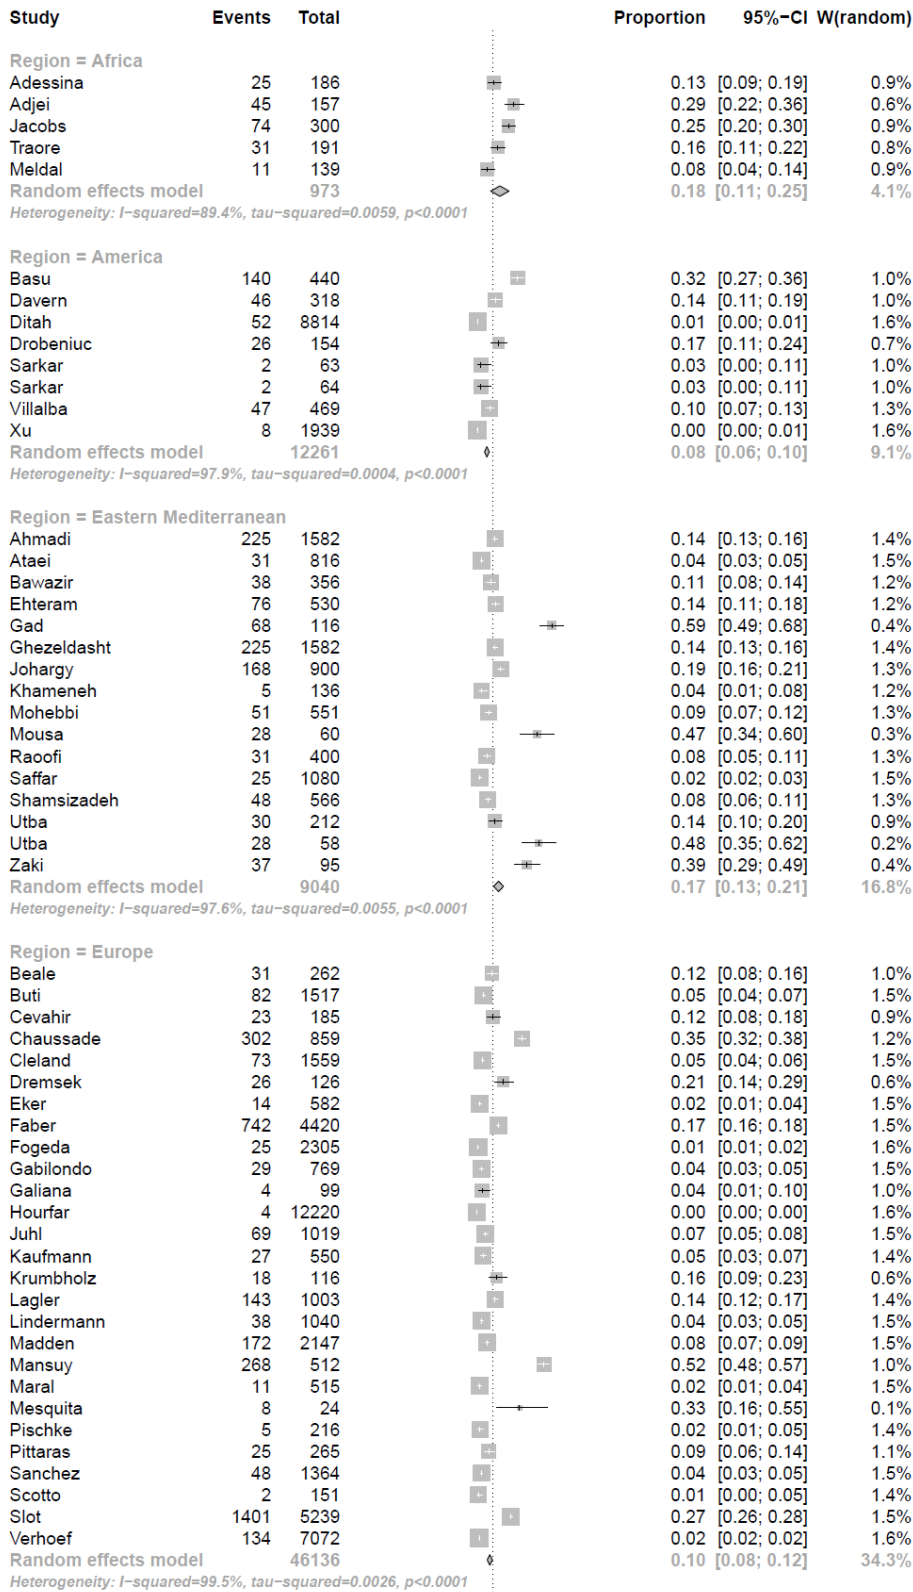 Study Events Total Proportion 95%−CI W(random)
Region = Africa
Adessina 25 186 0.13 [0.09; 0.19] 0.9%
Adjei 45 157 0.29 [0.22; 0.36] 0.6%
Jacobs 74 300 0.25 [0.20; 0.30] 0.9%
Traore 31 191 0.16 [0.11; 0.22] 0.8%
Meldal 11 139 0.08 [0.04; 0.14] 0.9%
Random effects model 973 0.18 [0.11; 0.25] 4.1%
Heterogeneity: I−squared=89.4%, tau−squared=0.0059, p<0.0001
Region = America
Basu 140 440 0.32 [0.27; 0.36] 1.0%
Davern 46 318 0.14 [0.11; 0.19] 1.0%
Ditah 52 8814 0.01 [0.00; 0.01] 1.6%
Drobeniuc 26 154 0.17 [0.11; 0.24] 0.7%
Sarkar 2 63 0.03 [0.00; 0.11] 1.0%
Sarkar 2 64 0.03 [0.00; 0.11] 1.0%
Villalba 47 469 0.10 [0.07; 0.13] 1.3%
Xu 8 1939 0.00 [0.00; 0.01] 1.6%
Random effects model 12261 0.08 [0.06; 0.10] 9.1%
Heterogeneity: I−squared=97.9%, tau−squared=0.0004, p<0.0001
Region = Eastern Mediterranean
Ahmadi 225 1582 0.14 [0.13; 0.16] 1.4%
Ataei 31 816 0.04 [0.03; 0.05] 1.5%
Bawazir 38 356 0.11 [0.08; 0.14] 1.2%
Ehteram 76 530 0.14 [0.11; 0.18] 1.2%
Gad 68 116 0.59 [0.49; 0.68] 0.4%
Ghezeldasht 225 1582 0.14 [0.13; 0.16] 1.4%
Johargy 168 900 0.19 [0.16; 0.21] 1.3%
Khameneh 5 136 0.04 [0.01; 0.08] 1.2%
Mohebbi 51 551 0.09 [0.07; 0.12] 1.3%
Mousa 28 60 0.47 [0.34; 0.60] 0.3%
Raoofi 31 400 0.08 [0.05; 0.11] 1.3%
Saffar 25 1080 0.02 [0.02; 0.03] 1.5%
Shamsizadeh 48 566 0.08 [0.06; 0.11] 1.3%
Utba 30 212 0.14 [0.10; 0.20] 0.9%
Utba 28 58 0.48 [0.35; 0.62] 0.2%
Zaki 37 95 0.39 [0.29; 0.49] 0.4%
Random effects model 9040 0.17 [0.13; 0.21] 16.8%
Heterogeneity: I−squared=97.6%, tau−squared=0.0055, p<0.0001
Region = Europe
Beale 31 262 0.12 [0.08; 0.16] 1.0%
Buti 82 1517 0.05 [0.04; 0.07] 1.5%
Cevahir 23 185 0.12 [0.08; 0.18] 0.9%
Chaussade 302 859 0.35 [0.32; 0.38] 1.2%
Cleland 73 1559 0.05 [0.04; 0.06] 1.5%
Dremsek 26 126 0.21 [0.14; 0.29] 0.6%
Eker 14 582 0.02 [0.01; 0.04] 1.5%
Faber 742 4420 0.17 [0.16; 0.18] 1.5%
Fogeda 25 2305 0.01 [0.01; 0.02] 1.6%
Gabilondo 29 769 0.04 [0.03; 0.05] 1.5%
Galiana 4 99 0.04 [0.01; 0.10] 1.0%
Hourfar 4 12220 0.00 [0.00; 0.00] 1.6%
Juhl 69 1019 0.07 [0.05; 0.08] 1.5%
Kaufmann 27 550 0.05 [0.03; 0.07] 1.4%
Krumbholz 18 116 0.16 [0.09; 0.23] 0.6%
Lagler 143 1003 0.14 [0.12; 0.17] 1.4%
Lindermann 38 1040 0.04 [0.03; 0.05] 1.5%
Madden 172 2147 0.08 [0.07; 0.09] 1.5%
Mansuy 268 512 0.52 [0.48; 0.57] 1.0%
Maral 11 515 0.02 [0.01; 0.04] 1.5%
Mesquita 8 24 0.33 [0.16; 0.55] 0.1%
Pischke 5 216 0.02 [0.01; 0.05] 1.4%
Pittaras 25 265 0.09 [0.06; 0.14] 1.1%
Sanchez 48 1364 0.04 [0.03; 0.05] 1.5%
Scotto 2 151 0.01 [0.00; 0.05] 1.4%
Slot 1401 5239 0.27 [0.26; 0.28] 1.5%
Verhoef 134 7072 0.02 [0.02; 0.02] 1.6%
Random effects model 46136 0.10 [0.08; 0.12] 34.3%
Heterogeneity: I−squared=99.5%, tau−squared=0.0026, p<0.0001